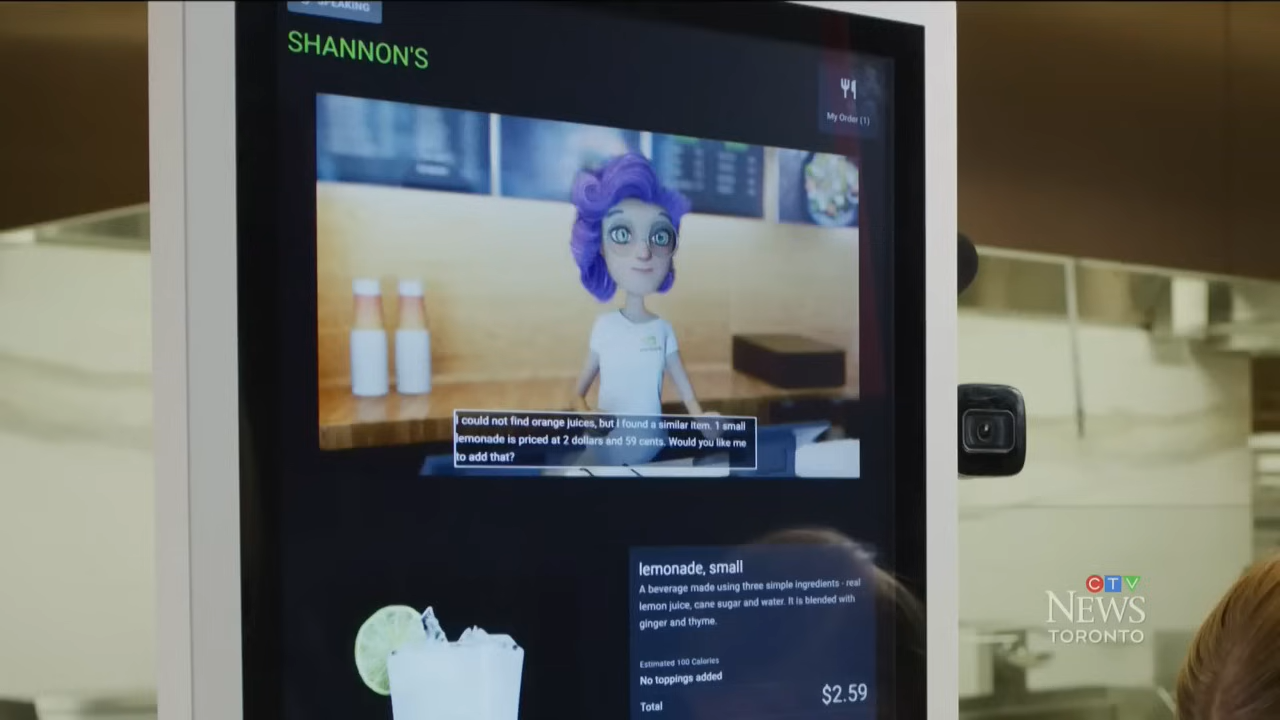 SPEAKING
SHANNON'S
My Order (1)
I could not find orange juices, but I found a similar item. 1 small
lemonade is priced at 2 dollars and 59 cents. Would you like me
to add that?
lemonade, small
A beverage made using three simple ingredients - real
lemon juice, cane sugar and water. It is blended with
ginger and thyme.
Estimated 100 Calories
No toppings added
Total
$2.59
CTV
NEWS
TORONTO